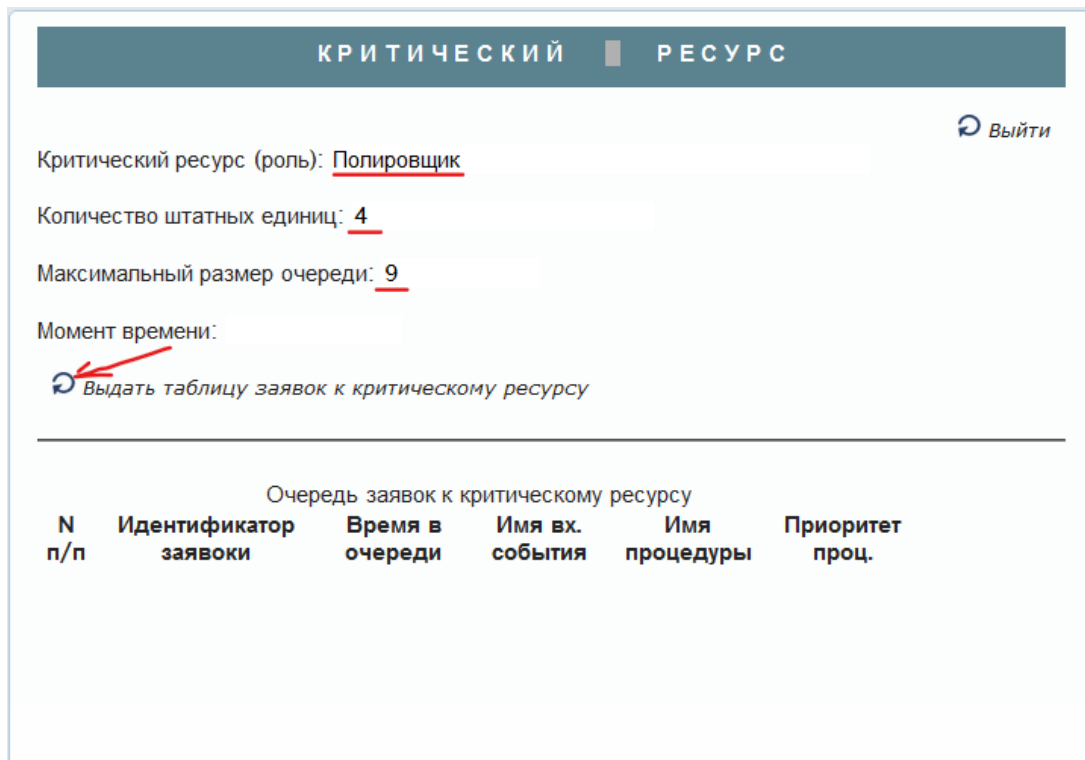 КРИТИЧЕСКИЙ РЕСУРС
Выйти
Критический ресурс (роль): Полировщик
Количество штатных единиц: 4
Максимальный размер очереди: 9
Момент времени:
Выдать таблицу заявок к критическому ресурсу
Очередь заявок к критическому ресурсу
N Идентификатор Время в Имя вх. Имя Приоритет
п/п заявоки очереди события процедуры проц.